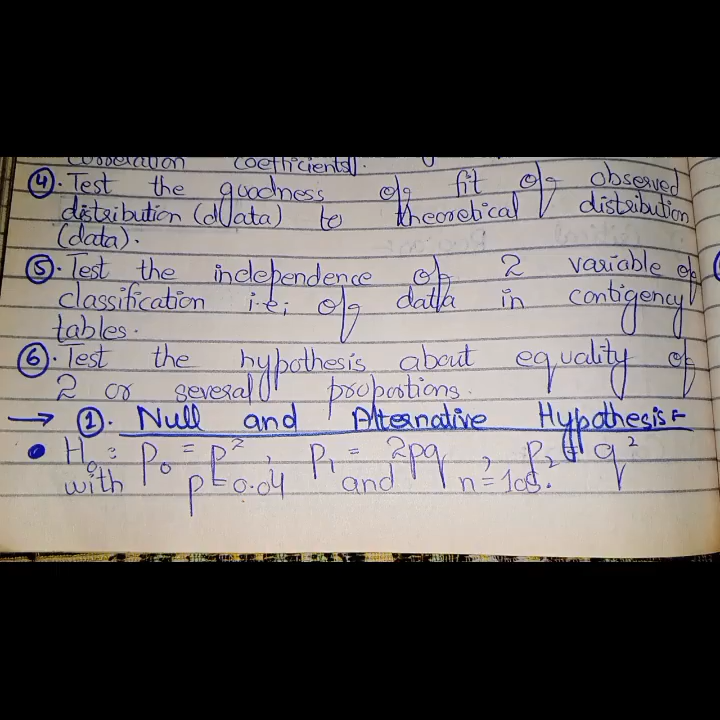 coefficients].
④. Test the goodness of fit of observed
distribution (data) to theoretical distribution
(data).
⑤. Test the independence of 2 variable of
classification i.e; of data in contigency
tables.
⑥. Test the hypothesis about equality of
2 or several proportions.
→ ①. Null and Alternative Hypothesis:-
• H₀: P₀ = p², P₁ = 2pq, P₂ = q²
with p = 0.04 and